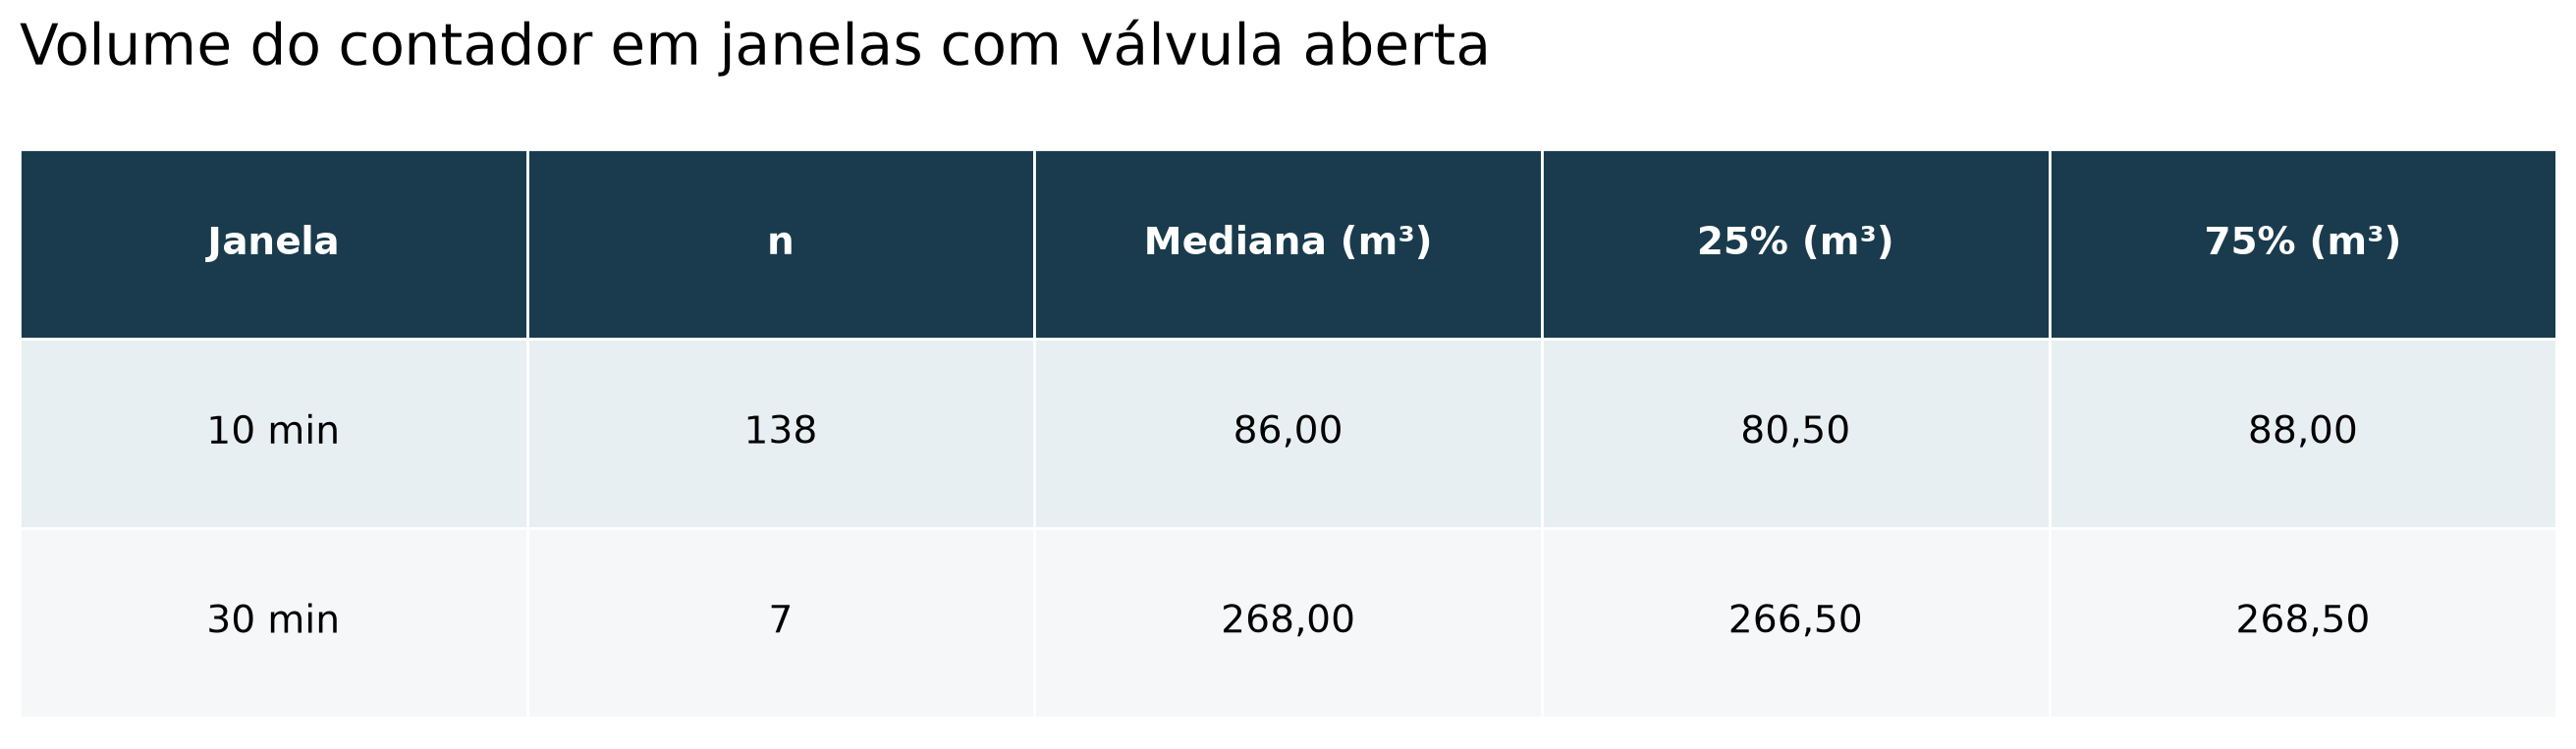 Volume do contador em janelas com válvula aberta
Janela n Mediana (m³) 25% (m³) 75% (m³)
10 min 138 86,00 80,50 88,00
30 min 7 268,00 266,50 268,50